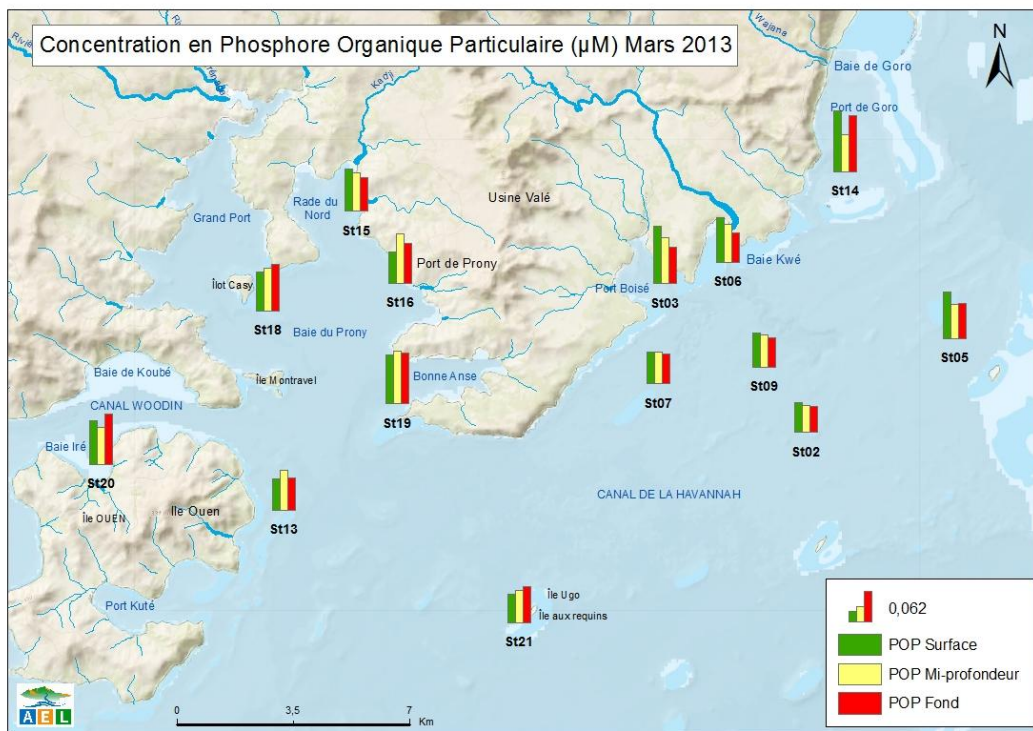 Concentration en Phosphore Organique Particulaire (µM) Mars 2013
N
Wajana
Baie de Goro
Port de Goro
St14
Kadji
Rade du
Nord
St15
Usine Valé
Grand Port
Port de Prony
St16
Îlot Casy
St18
Baie du Prony
Port Boisé
St03
St06
Baie Kwé
St05
Baie de Koubé
Île Montravel
Bonne Anse
St19
St07
St09
St02
CANAL WOODIN
Baie Iré
St20
CANAL DE LA HAVANNAH
Île OUEN
Île Ouen
St13
Port Kuté
Île Ugo
Île aux requins
St21
0,062
POP Surface
POP Mi-profondeur
POP Fond
AEL
0
3,5
7
Km